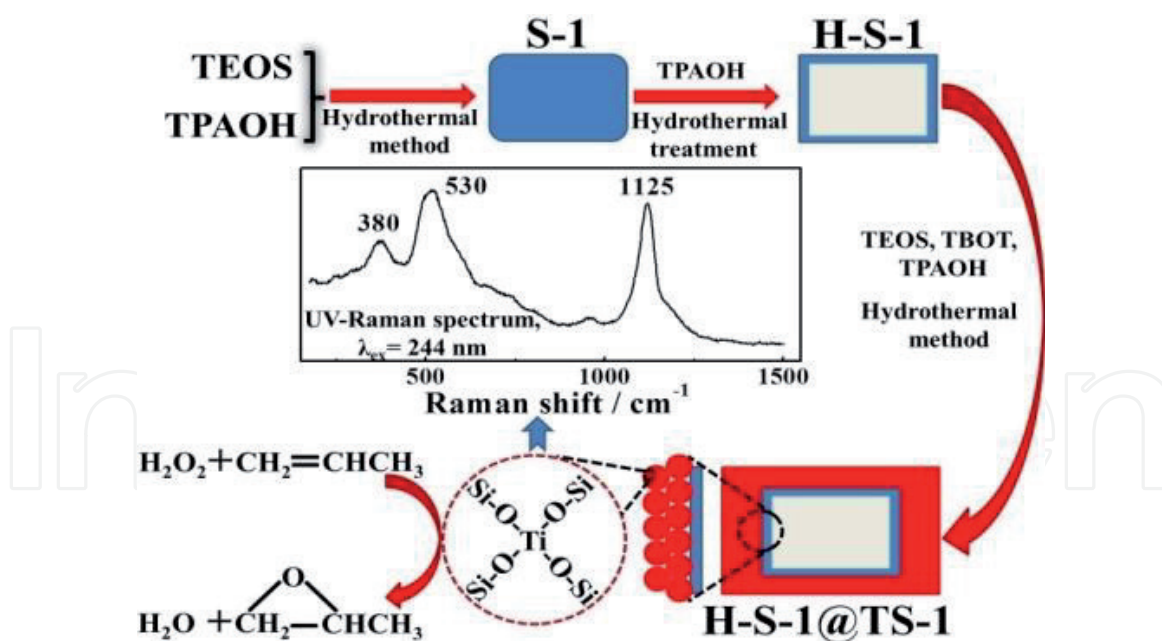 S-1
H-S-1
TEOS
TPAOH
Hydrothermal
method
TPAOH
Hydrothermal
treatment
380
530
1125
UV-Raman spectrum,
λex= 244 nm
500
1000
1500
Raman shift / cm-1
TEOS, TBOT,
TPAOH
Hydrothermal
method
H2O2+CH2=CHCH3
Si-O
O-Si
Ti
Si-O
O-Si
O
H2O +CH2-CHCH3
H-S-1@TS-1